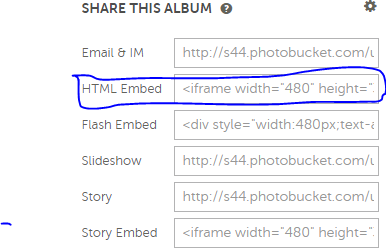 SHARE THIS ALBUM ?
Email & IM http://s44.photobucket.com/u
HTML Embed <iframe width="480" height="
Flash Embed <div style="width:480px;text-a
Slideshow http://s44.photobucket.com/u
Story http://s44.photobucket.com/u
Story Embed <iframe width="480" height="